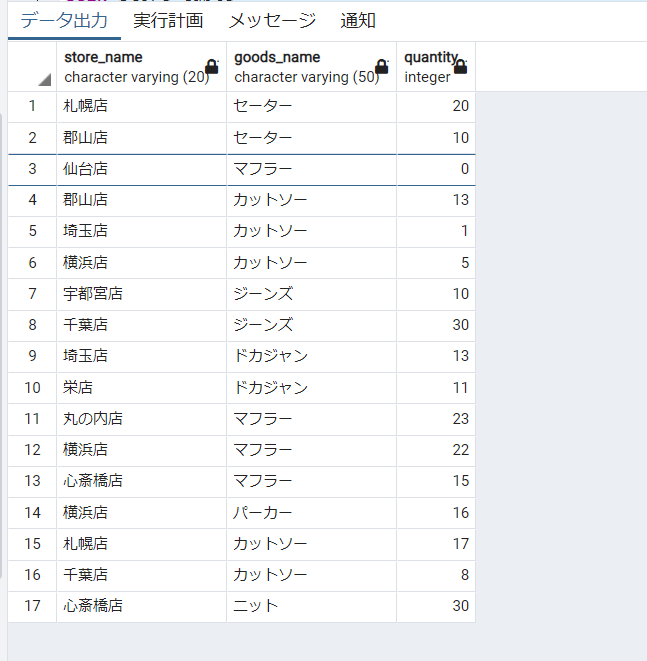 データ出力 実行計画 メッセージ 通知
store_name goods_name quantity
character varying (20) character varying (50) integer
1 札幌店 セーター 20
2 郡山店 セーター 10
3 仙台店 マフラー 0
4 郡山店 カットソー 13
5 埼玉店 カットソー 1
6 横浜店 カットソー 5
7 宇都宮店 ジーンズ 10
8 千葉店 ジーンズ 30
9 埼玉店 ドカジャン 13
10 栄店 ドカジャン 11
11 丸の内店 マフラー 23
12 横浜店 マフラー 22
13 心斎橋店 マフラー 15
14 横浜店 パーカー 16
15 札幌店 カットソー 17
16 千葉店 カットソー 8
17 心斎橋店 ニット 30